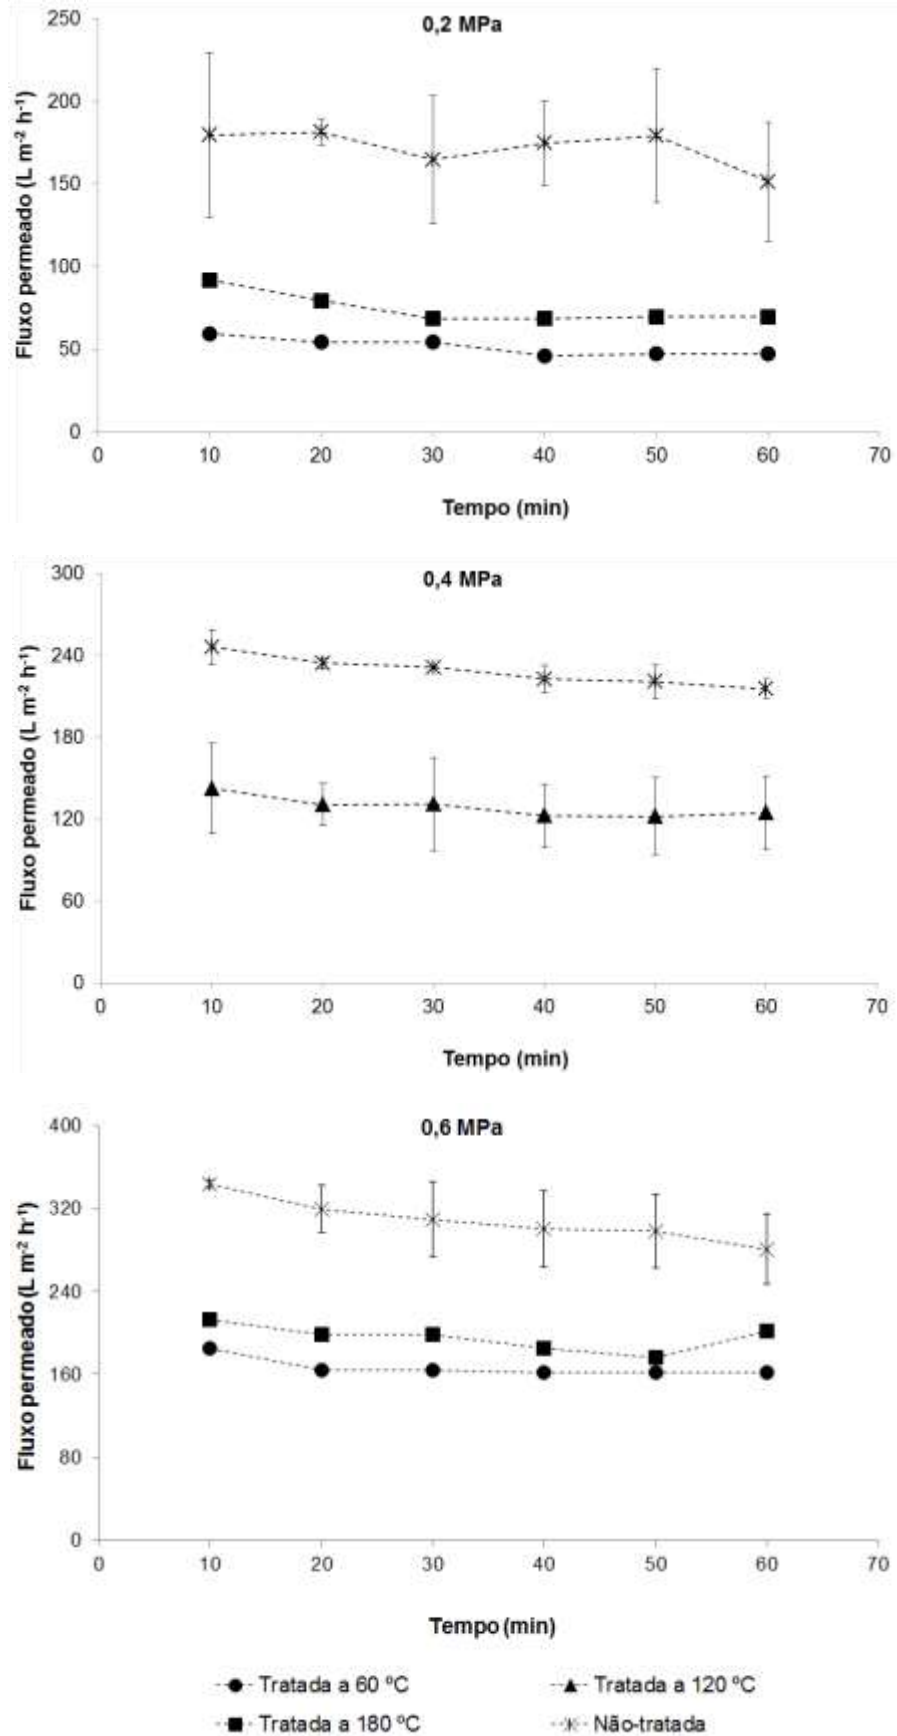 0,2 MPa
Fluxo permeado (L m⁻² h⁻¹)
250
200
150
100
50
0
0 10 20 30 40 50 60 70
Tempo (min)
0,4 MPa
Fluxo permeado (L m⁻² h⁻¹)
300
240
180
120
60
0
0 10 20 30 40 50 60 70
Tempo (min)
0,6 MPa
Fluxo permeado (L m⁻² h⁻¹)
400
320
240
160
80
0
0 10 20 30 40 50 60 70
Tempo (min)
Tratada a 60 ºC Tratada a 120 ºC
Tratada a 180 ºC Não-tratada